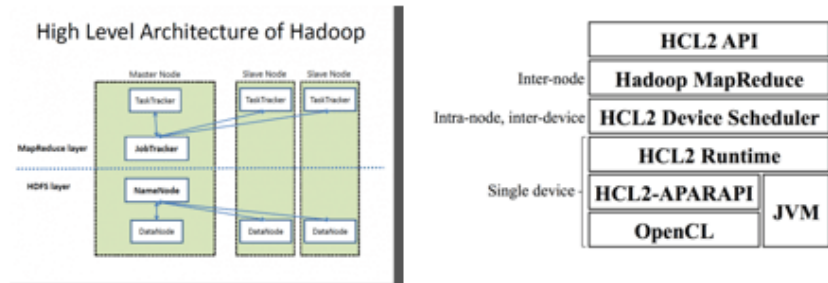 High Level Architecture of Hadoop
Master Node
Slave Node
Slave Node
TaskTracker
TaskTracker
TaskTracker
MapReduce layer
JobTracker
HDFS layer
NameNode
DataNode
DataNode
DataNode
HCL2 API
Inter-node
Hadoop MapReduce
Intra-node, inter-device
HCL2 Device Scheduler
HCL2 Runtime
Single device
HCL2-APARAPI
JVM
OpenCL